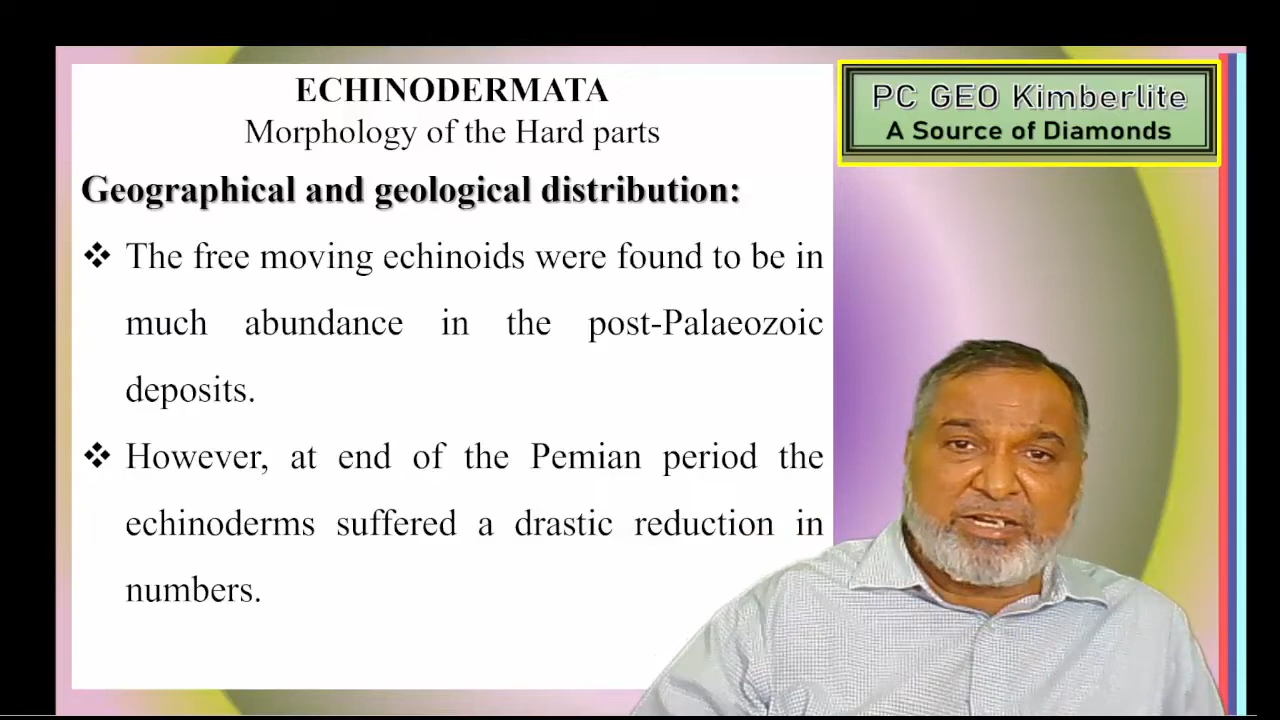 ECHINODERMATA
Morphology of the Hard parts
Geographical and geological distribution:
❖ The free moving echinoids were found to be in
much abundance in the post-Palaeozoic
deposits.
❖ However, at end of the Pemian period the
echinoderms suffered a drastic reduction in
numbers.
PC GEO Kimberlite
A Source of Diamonds